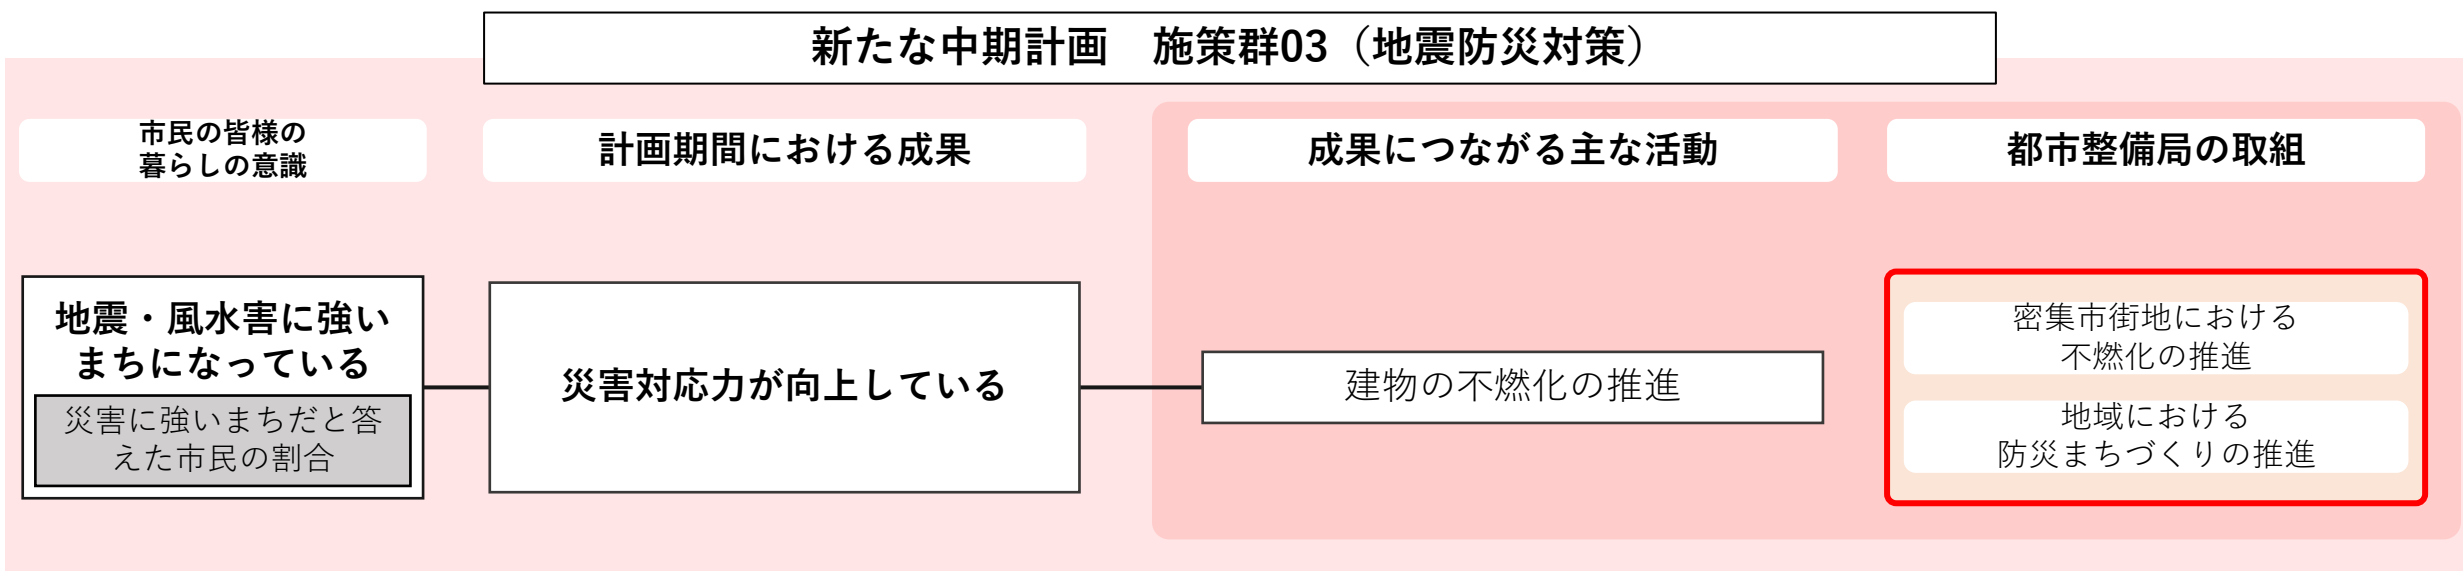 新たな中期計画　施策群03（地震防災対策）
市民の皆様の
暮らしの意識
計画期間における成果
成果につながる主な活動
都市整備局の取組
地震・風水害に強い
まちになっている
災害に強いまちだと答
えた市民の割合
災害対応力が向上している
建物の不燃化の推進
密集市街地における
不燃化の推進
地域における
防災まちづくりの推進